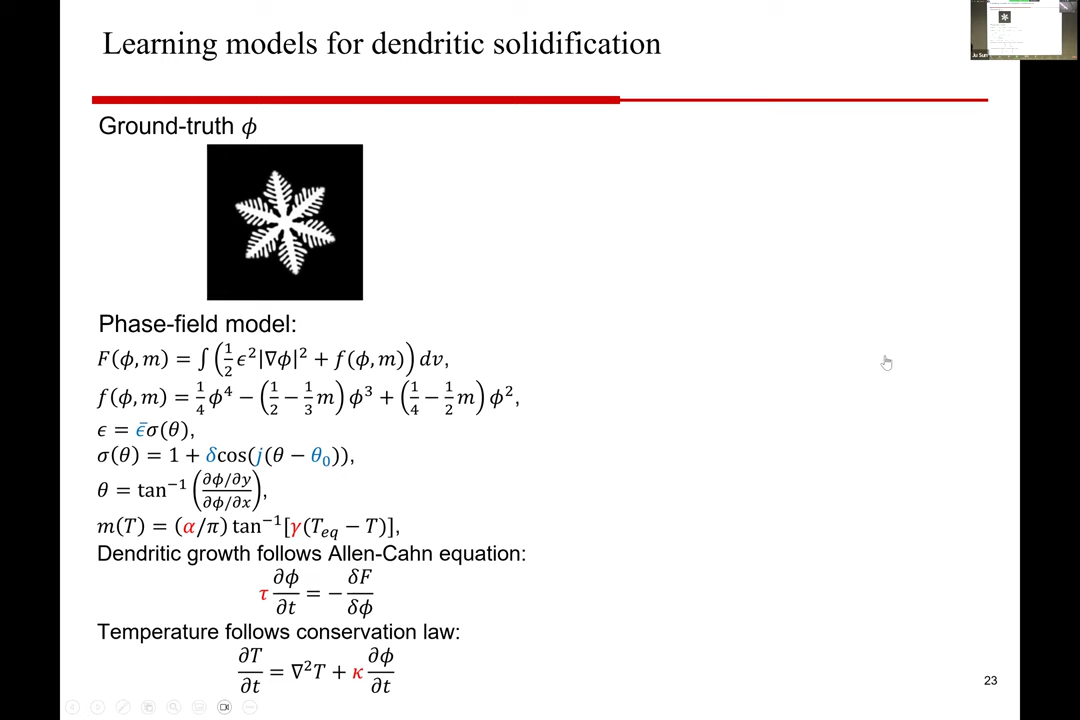 Learning models for dendritic solidification
Ground-truth ϕ
Phase-field model:
F(ϕ, m) = ∫ (1/2 ϵ² |∇ϕ|² + f(ϕ, m)) dv,
f(ϕ, m) = 1/4 ϕ⁴ − (1/2 − 1/3 m) ϕ³ + (1/4 − 1/2 m) ϕ²,
ϵ = ϵ̄σ(θ),
σ(θ) = 1 + δcos(j(θ − θ₀)),
θ = tan⁻¹ (∂ϕ/∂y / ∂ϕ/∂x),
m(T) = (α/π) tan⁻¹[γ(T_eq − T)],
Dendritic growth follows Allen-Cahn equation:
τ ∂ϕ/∂t = − δF/δϕ
Temperature follows conservation law:
∂T/∂t = ∇²T + κ ∂ϕ/∂t
23